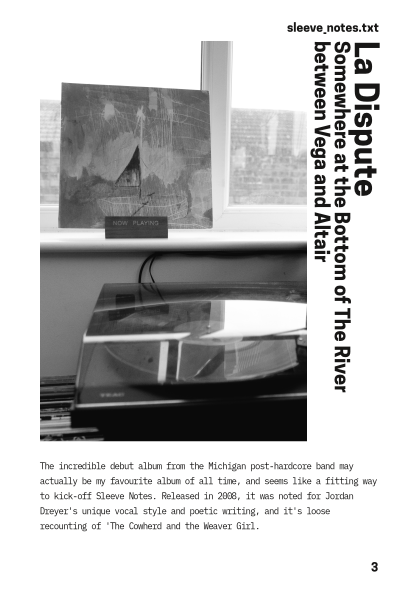 sleeve_notes.txt
La Dispute
Somewhere at the Bottom of The River
between Vega and Altair
NOW PLAYING
TEAC
The incredible debut album from the Michigan post-hardcore band may
actually be my favourite album of all time, and seems like a fitting way
to kick-off Sleeve Notes. Released in 2008, it was noted for Jordan
Dreyer's unique vocal style and poetic writing, and it's loose
recounting of 'The Cowherd and the Weaver Girl.
3